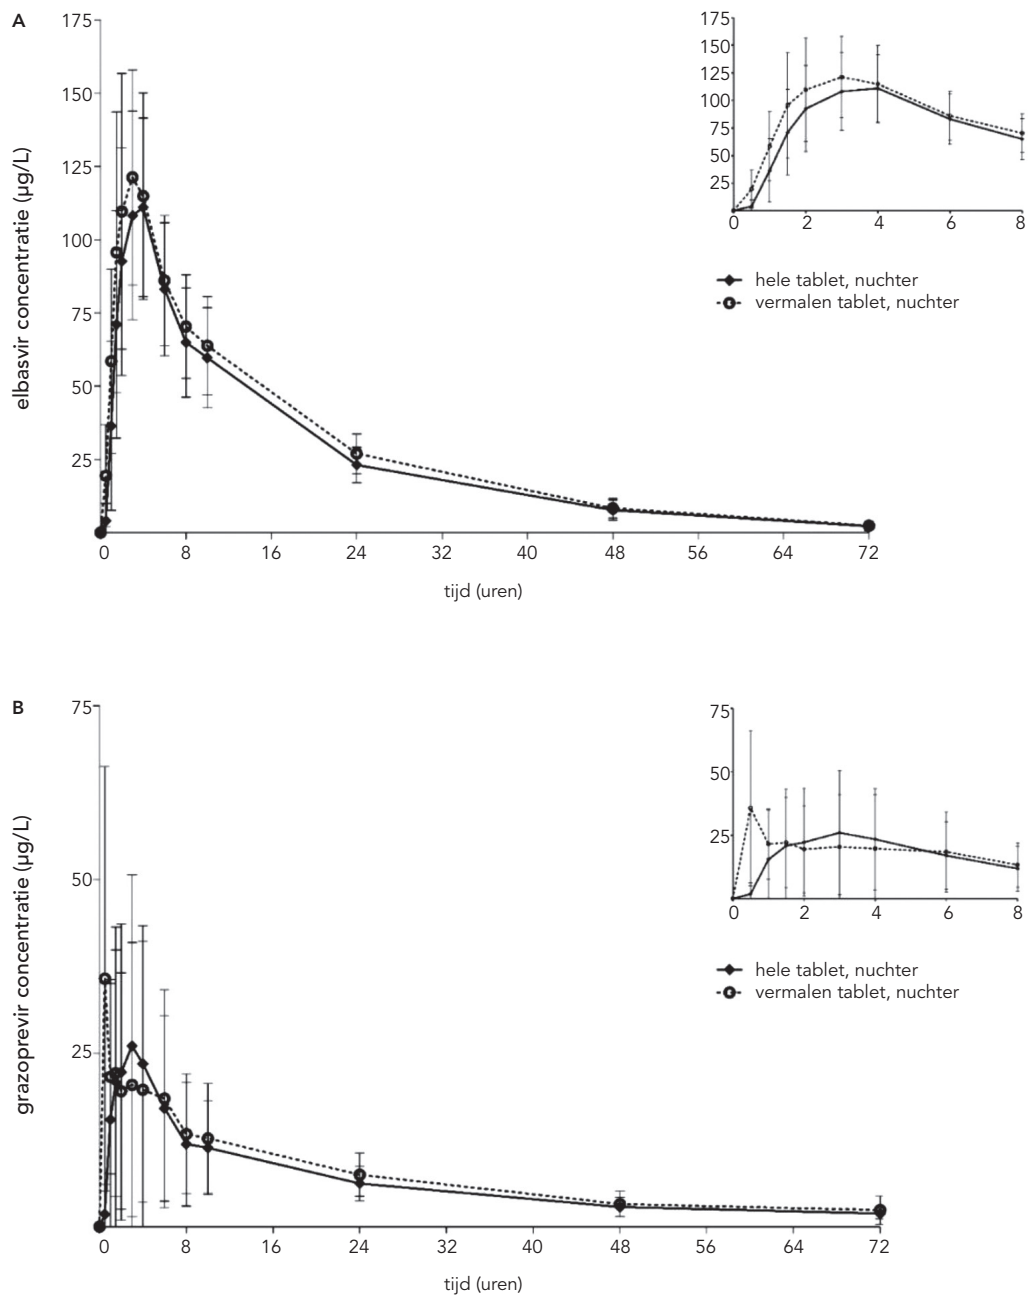 A
elbasvir concentratie (µg/L)
175
150
125
100
75
50
25
0 8 16 24 32 40 48 56 64 72
tijd (uren)
175
150
125
100
75
50
25
0 2 4 6 8
hele tablet, nuchter
vermalen tablet, nuchter
B
grazoprevir concentratie (µg/L)
75
50
25
0 8 16 24 32 40 48 56 64 72
tijd (uren)
75
50
25
0 2 4 6 8
hele tablet, nuchter
vermalen tablet, nuchter